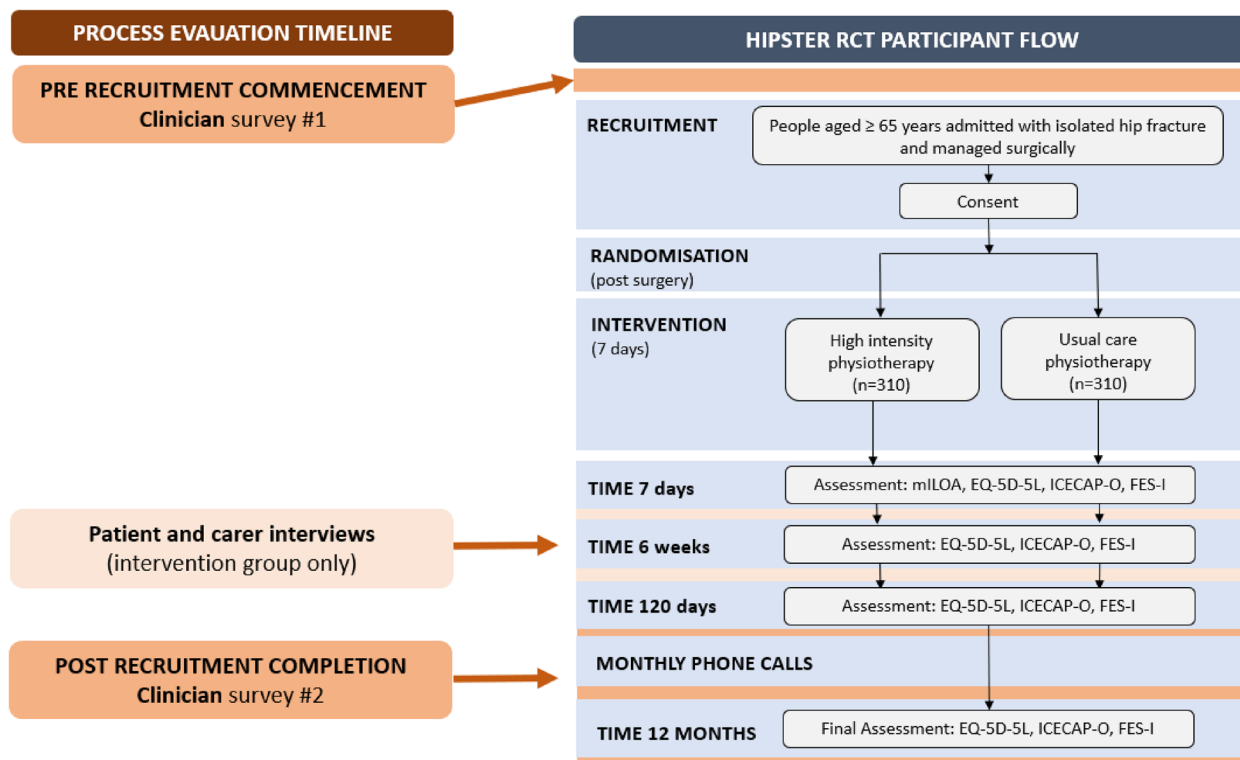 PROCESS EVAUATION TIMELINE
PRE RECRUITMENT COMMENCEMENT
Clinician survey #1
Patient and carer interviews
(intervention group only)
POST RECRUITMENT COMPLETION
Clinician survey #2
HIPSTER RCT PARTICIPANT FLOW
RECRUITMENT
People aged ≥ 65 years admitted with isolated hip fracture
and managed surgically
Consent
RANDOMISATION
(post surgery)
INTERVENTION
(7 days)
High intensity
physiotherapy
(n=310)
Usual care
physiotherapy
(n=310)
TIME 7 days
Assessment: mILOA, EQ-5D-5L, ICECAP-O, FES-I
TIME 6 weeks
Assessment: EQ-5D-5L, ICECAP-O, FES-I
TIME 120 days
Assessment: EQ-5D-5L, ICECAP-O, FES-I
MONTHLY PHONE CALLS
TIME 12 MONTHS
Final Assessment: EQ-5D-5L, ICECAP-O, FES-I